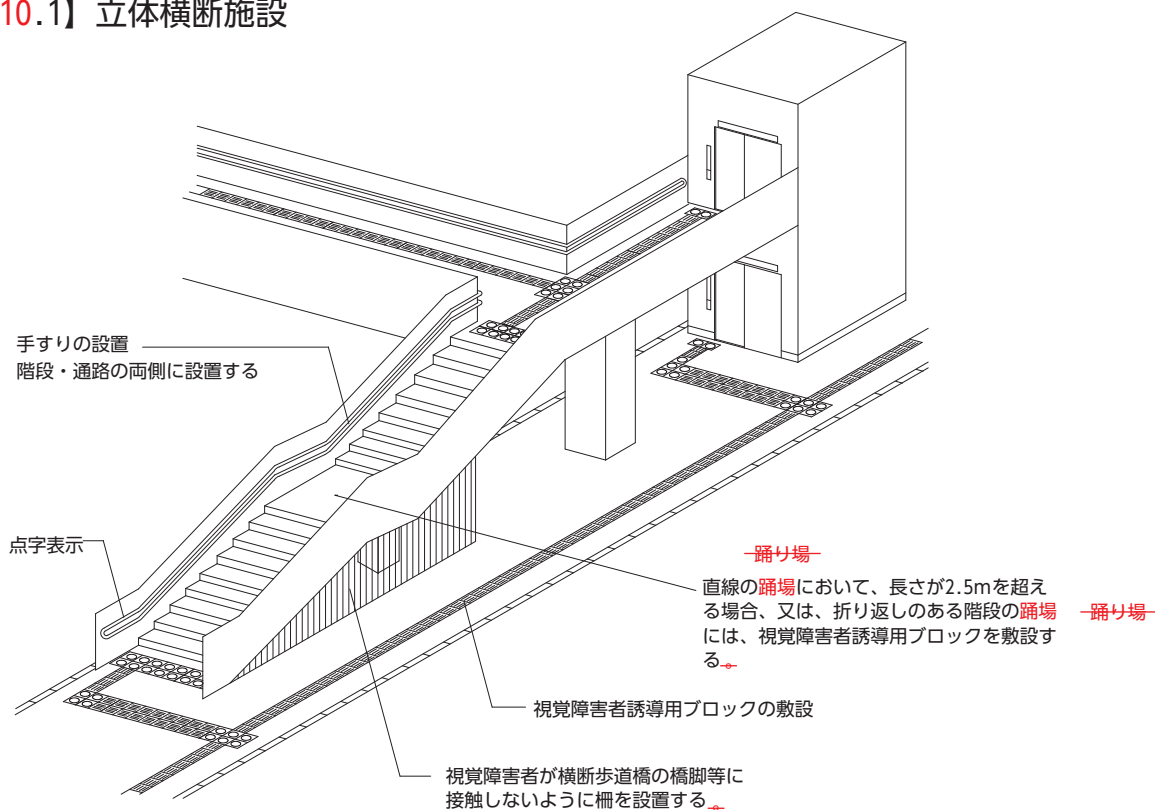 10.1】立体横断施設
手すりの設置
階段・通路の両側に設置する
点字表示
踊り場
直線の踊場において、長さが2.5mを超え
る場合、又は、折り返しのある階段の踊場
踊り場
には、視覚障害者誘導用ブロックを敷設す
る。
視覚障害者誘導用ブロックの敷設
視覚障害者が横断歩道橋の橋脚等に
接触しないように柵を設置する。